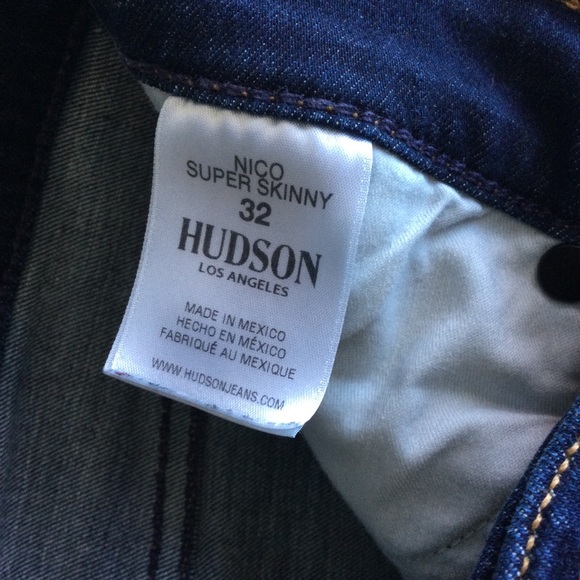 NICO
SUPER SKINNY
32
HUDSON
LOS ANGELES
MADE IN MEXICO
HECHO EN MÉXICO
FABRIQUÉ AU MEXIQUE
WWW.HUDSONJEANS.COM